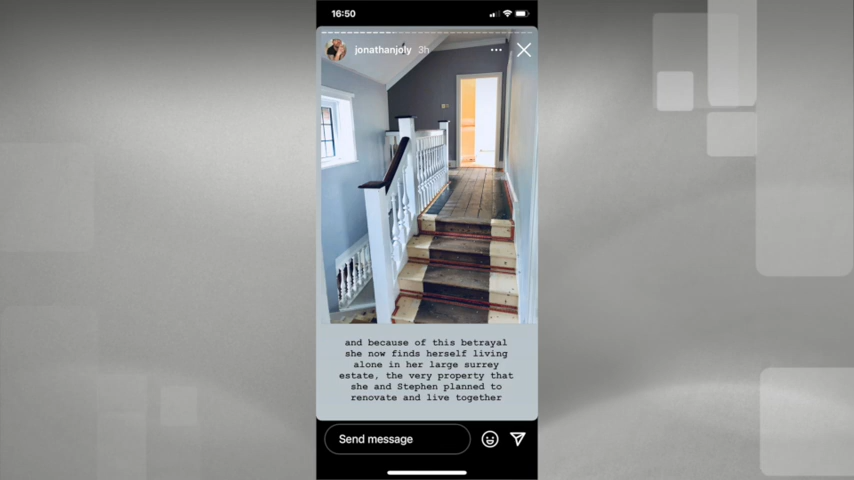 16:50
jonathanjoly 3h
and because of this betrayal
she now finds herself living
alone in her large surrey
estate, the very property that
she and Stephen planned to
renovate and live together
Send message